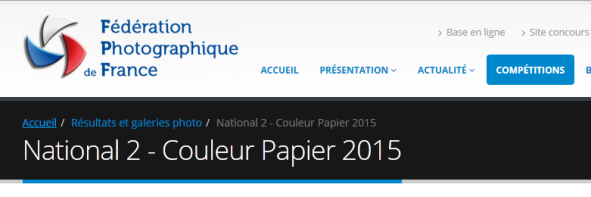 Fédération
Photographique
de France
> Base en ligne > Site concours
ACCUEIL PRÉSENTATION ACTUALITÉ COMPÉTITIONS
Accueil / Résultats et galeries photo / National 2 - Couleur Papier 2015
National 2 - Couleur Papier 2015